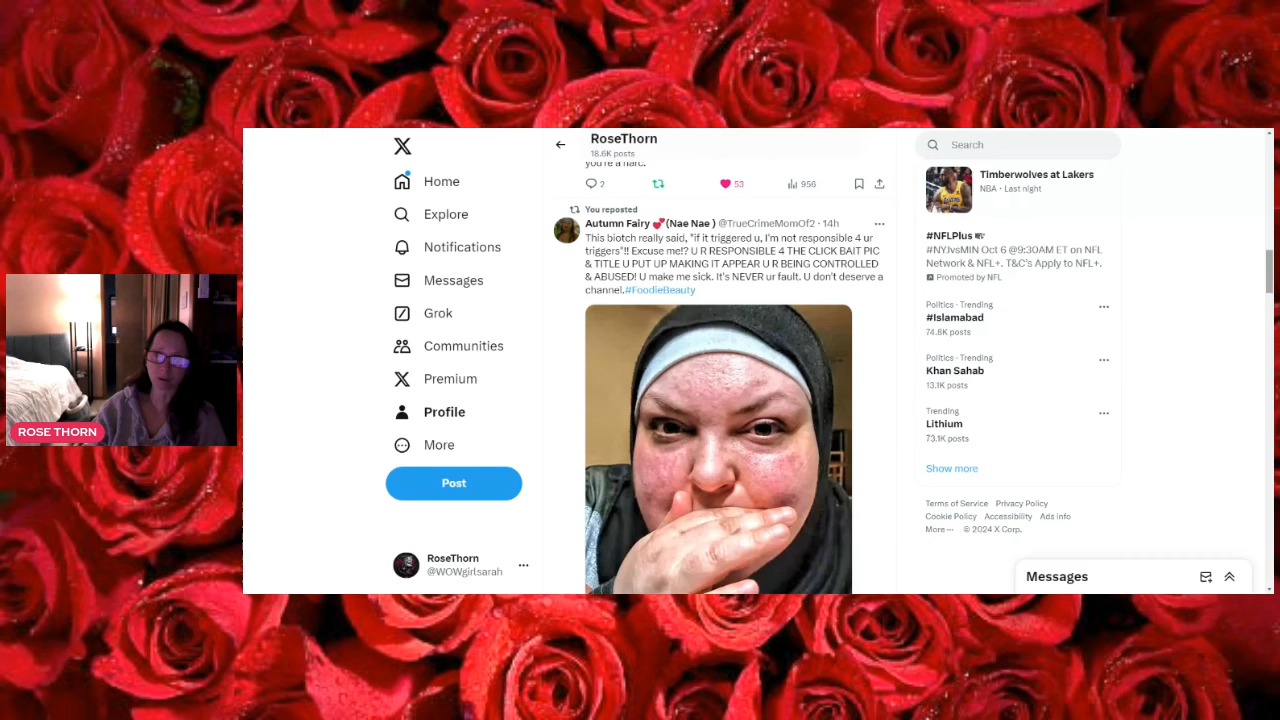 ROSE THORN
Home
Explore
Notifications
Messages
Grok
Communities
Premium
Profile
More
Post
RoseThorn
@WOWgirlsarah
RoseThorn
18.6K posts
you're a narc.
2
53
956
You reposted
Autumn Fairy 💕(Nae Nae ) @TrueCrimeMomOf2 · 14h
This biotch really said, "if it triggered u, I'm not responsible 4 ur
triggers"!! Excuse me!? U R RESPONSIBLE 4 THE CLICK BAIT PIC
& TITLE U PUT UP MAKING IT APPEAR U R BEING CONTROLLED
& ABUSED! U make me sick. It's NEVER ur fault. U don't deserve a
channel.#FoodieBeauty
Search
Timberwolves at Lakers
NBA · Last night
#NFLPlus
#NYJvsMIN Oct 6 @9:30AM ET on NFL
Network & NFL+. T&C's Apply to NFL+.
Promoted by NFL
Politics · Trending
#Islamabad
74.8K posts
Politics · Trending
Khan Sahab
13.1K posts
Trending
Lithium
73.1K posts
Show more
Terms of Service Privacy Policy
Cookie Policy Accessibility Ads info
More ··· © 2024 X Corp.
Messages